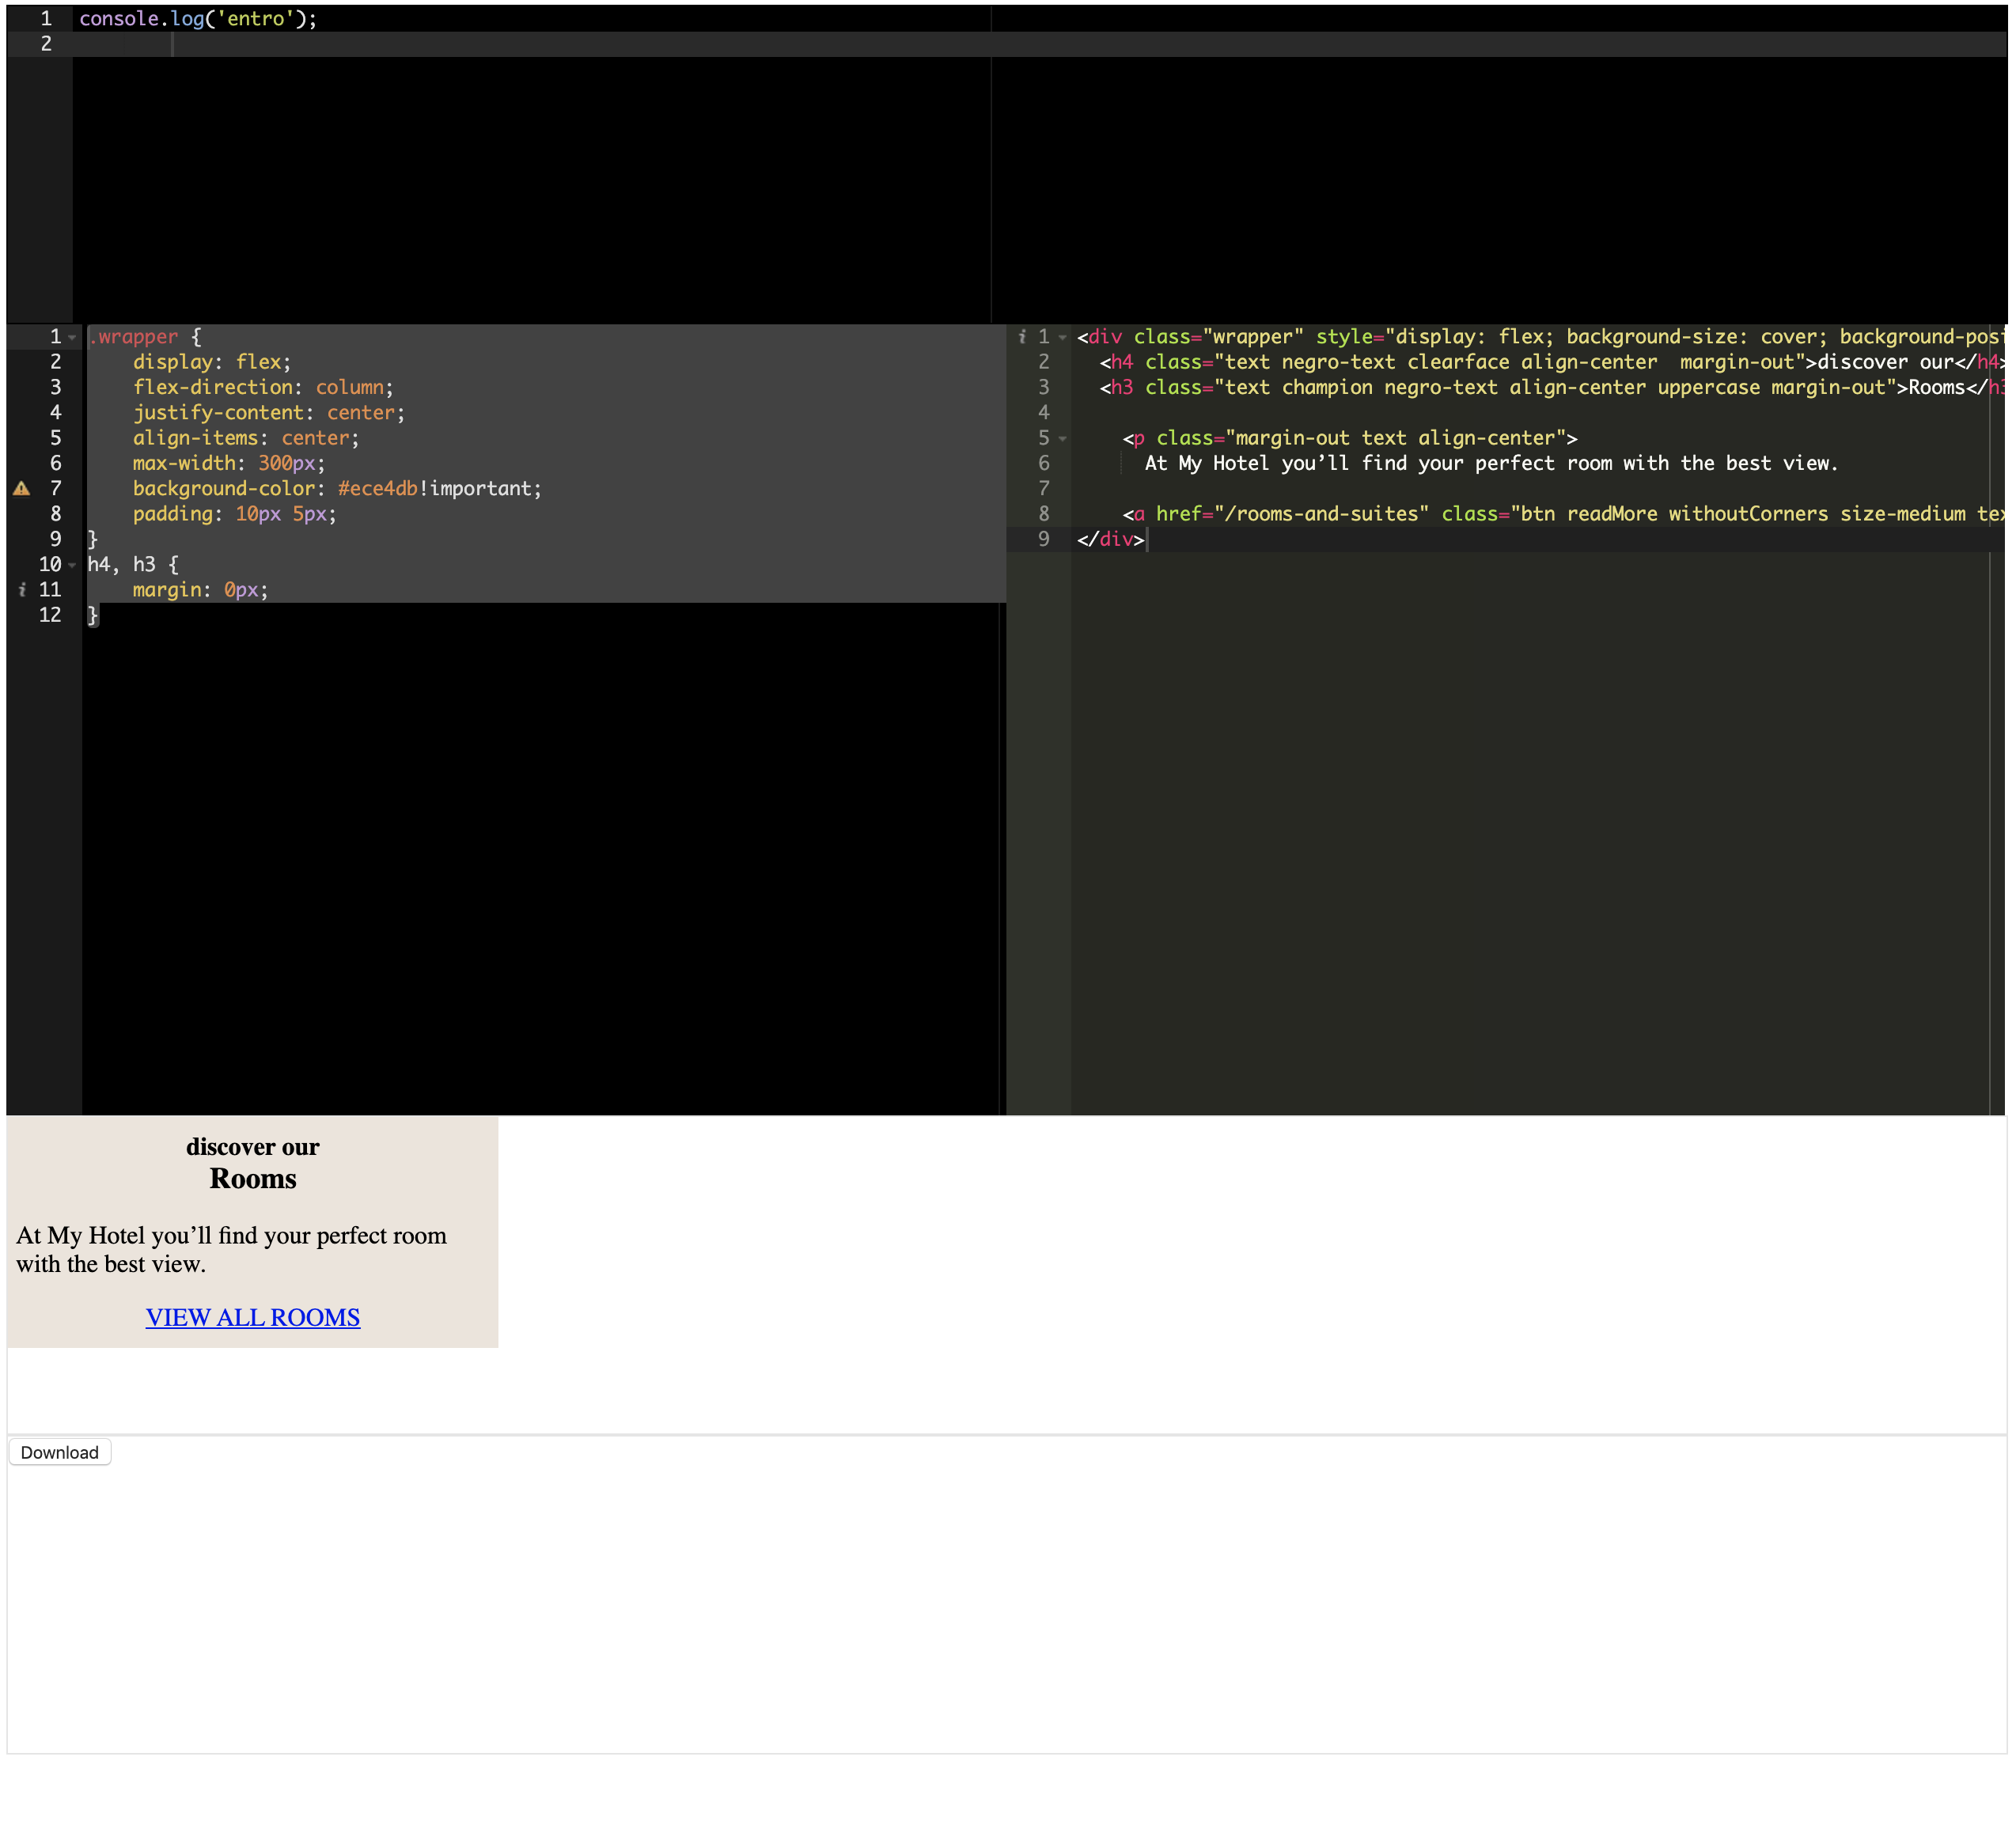 1 console.log('entro');
2
1 .wrapper {
2 display: flex;
3 flex-direction: column;
4 justify-content: center;
5 align-items: center;
6 max-width: 300px;
7 background-color: #ece4db!important;
8 padding: 10px 5px;
9 }
10 h4, h3 {
11 margin: 0px;
12 }
1 <div class="wrapper" style="display: flex; background-size: cover; background-posi
2 <h4 class="text negro-text clearface align-center  margin-out">discover our</h4>
3 <h3 class="text champion negro-text align-center uppercase margin-out">Rooms</h3
4
5 <p class="margin-out text align-center">
6 At My Hotel you’ll find your perfect room with the best view.
7
8 <a href="/rooms-and-suites" class="btn readMore withoutCorners size-medium tex
9 </div>
discover our
Rooms
At My Hotel you’ll find your perfect room
with the best view.
VIEW ALL ROOMS
Download